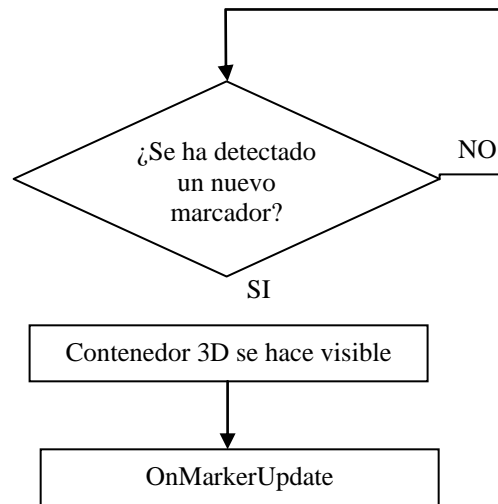 ¿Se ha detectado
un nuevo
marcador?
NO
SI
Contenedor 3D se hace visible
OnMarkerUpdate